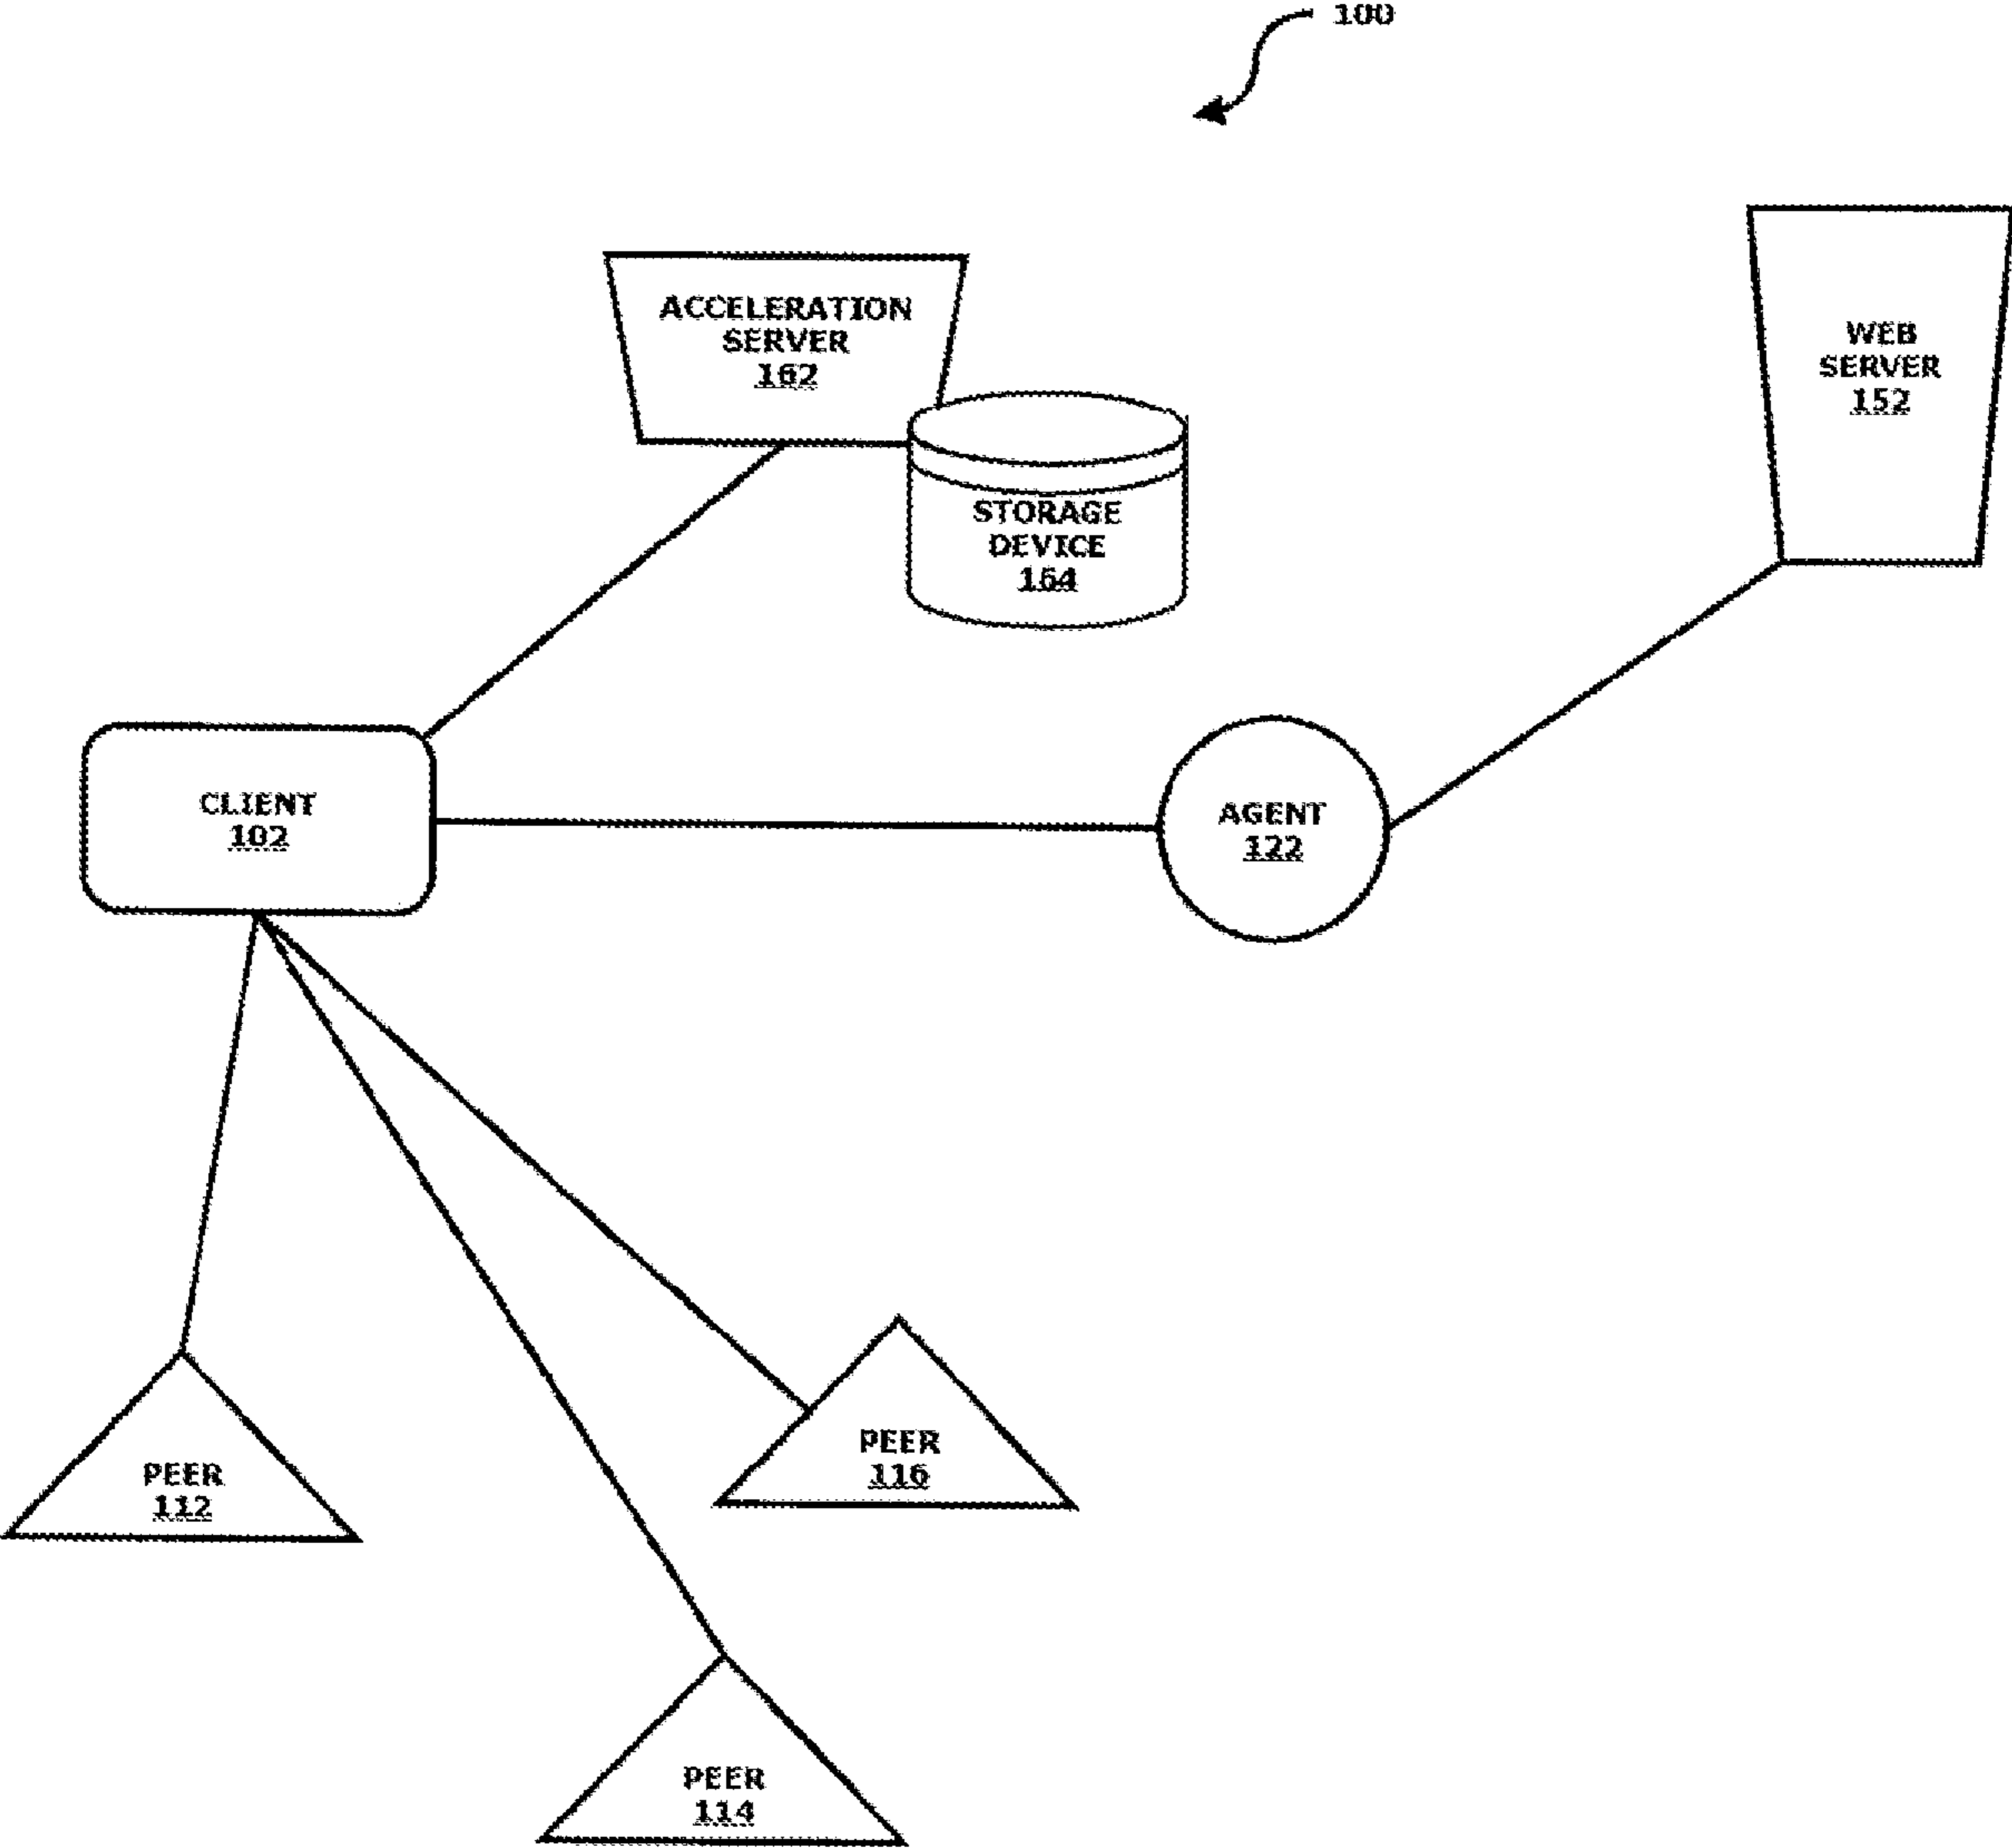 100
ACCELERATION
SERVER
162
WEB
SERVER
152
STORAGE
DEVICE
164
CLIENT
102
AGENT
122
PEER
116
PEER
112
PEER
114